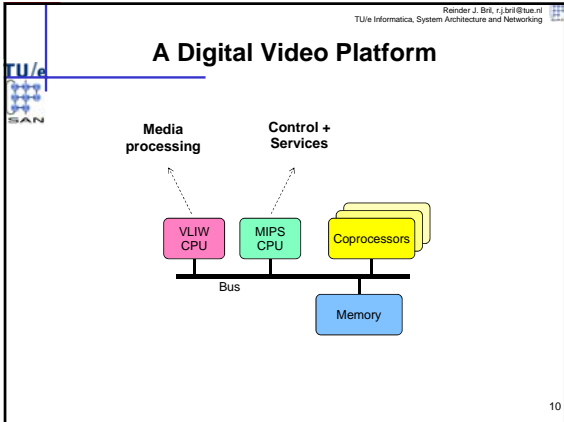 Reinder J. Bril, r.j.bril@tue.nl
TU/e Informatica, System Architecture and Networking
TU/e
SAN
A Digital Video Platform
Media
processing
Control +
Services
VLIW
CPU
MIPS
CPU
Coprocessors
Bus
Memory
10